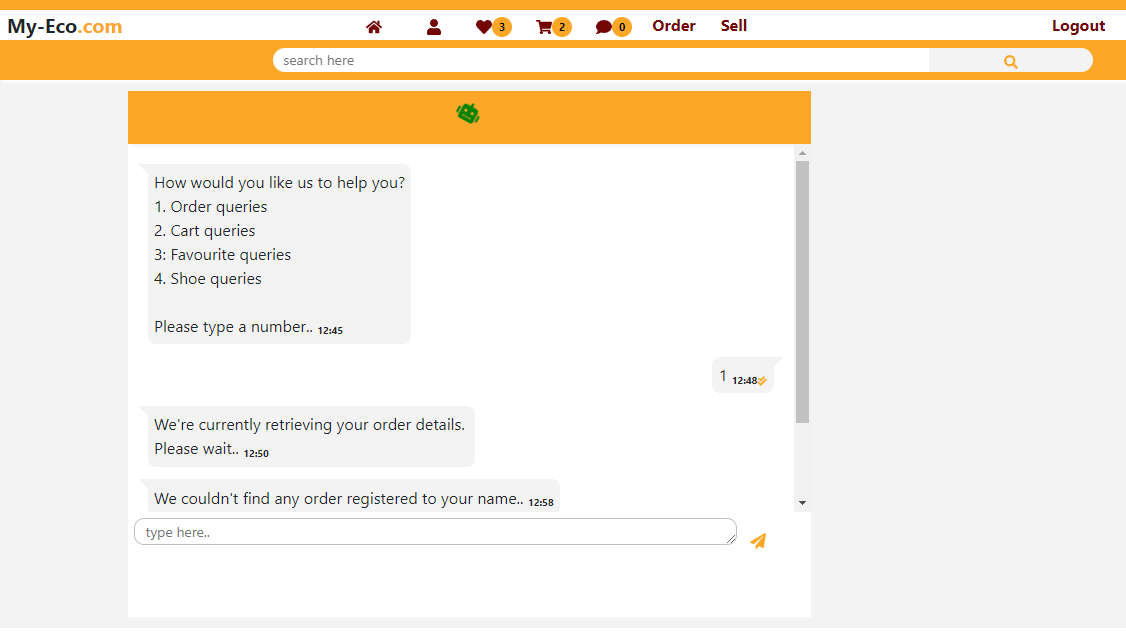 My-Eco.com
3
2
0
Order
Sell
Logout
search here
How would you like us to help you?
1. Order queries
2. Cart queries
3: Favourite queries
4. Shoe queries
Please type a number.. 12:45
1 12:48
We're currently retrieving your order details.
Please wait.. 12:50
We couldn't find any order registered to your name.. 12:58
type here..